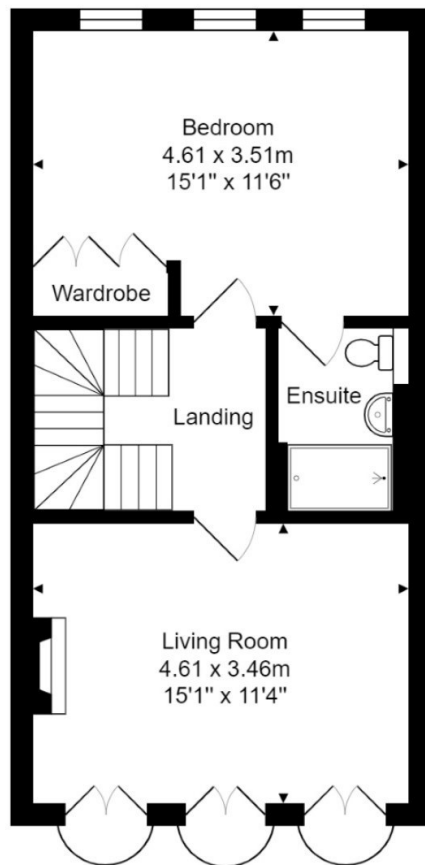 Bedroom
4.61 x 3.51m
15'1" x 11'6"
Wardrobe
Landing
Ensuite
Living Room
4.61 x 3.46m
15'1" x 11'4"